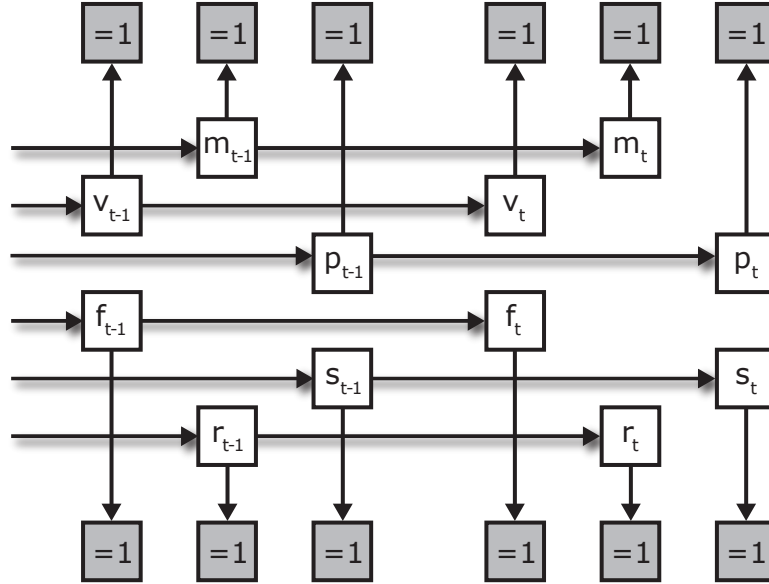 =1 =1 =1 =1 =1 =1
m_{t-1} m_t
v_{t-1} v_t
p_{t-1} p_t
f_{t-1} f_t
s_{t-1} s_t
r_{t-1} r_t
=1 =1 =1 =1 =1 =1